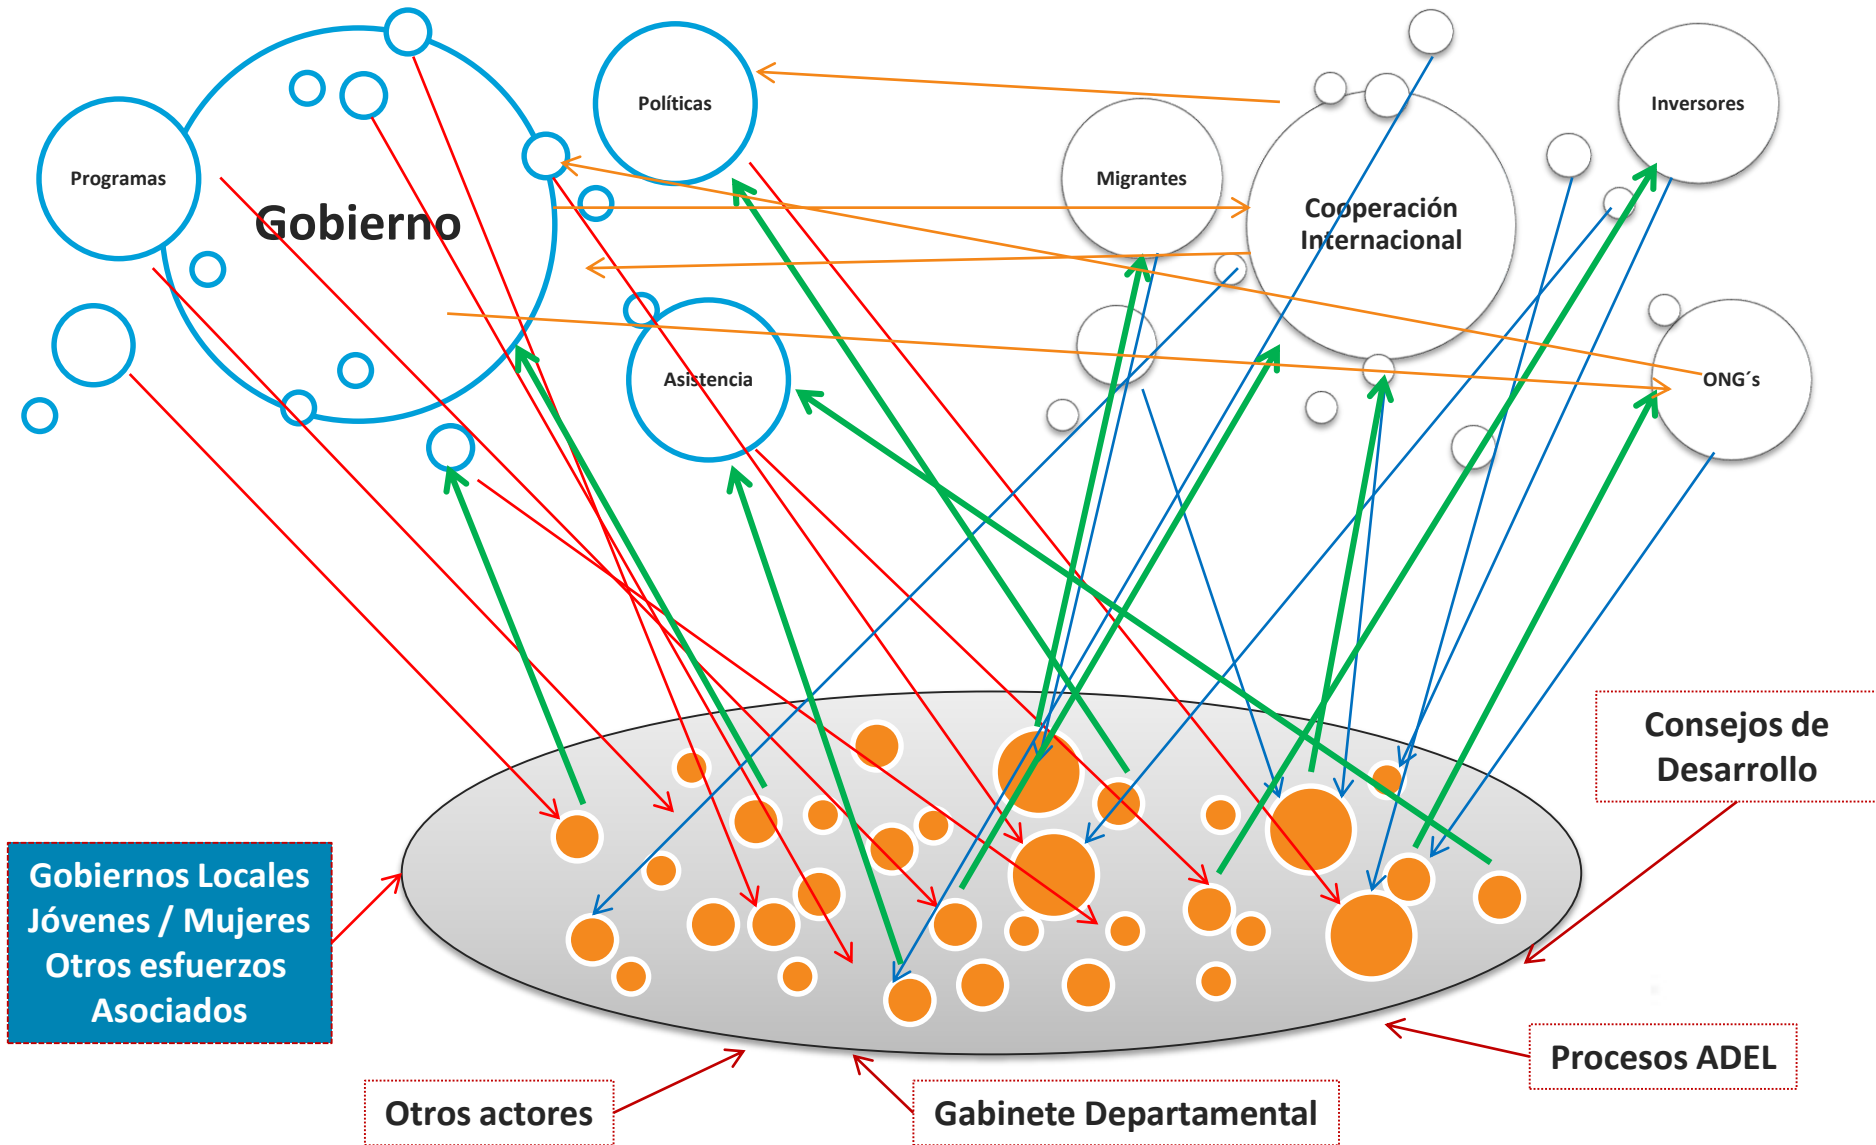 Políticas
Inversores
Programas
Migrantes
Gobierno
Cooperación
Internacional
Asistencia
ONG´s
Consejos de
Desarrollo
Gobiernos Locales
Jóvenes / Mujeres
Otros esfuerzos
Asociados
Procesos ADEL
Otros actores
Gabinete Departamental